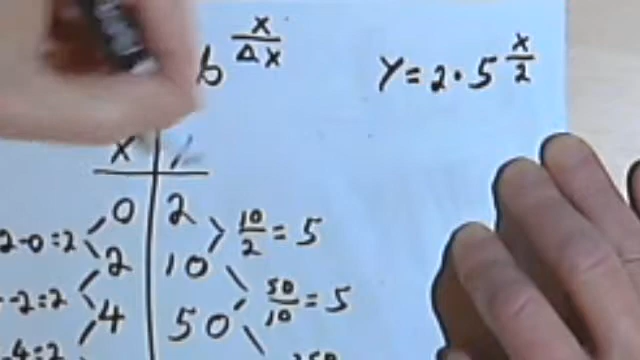 b^(x/Δx) y = 2 · 5^(x/2)
x
0 2
2-0=2 10/2 = 5
2 10
-2=2 50/10 = 5
4 50
-4=2 250